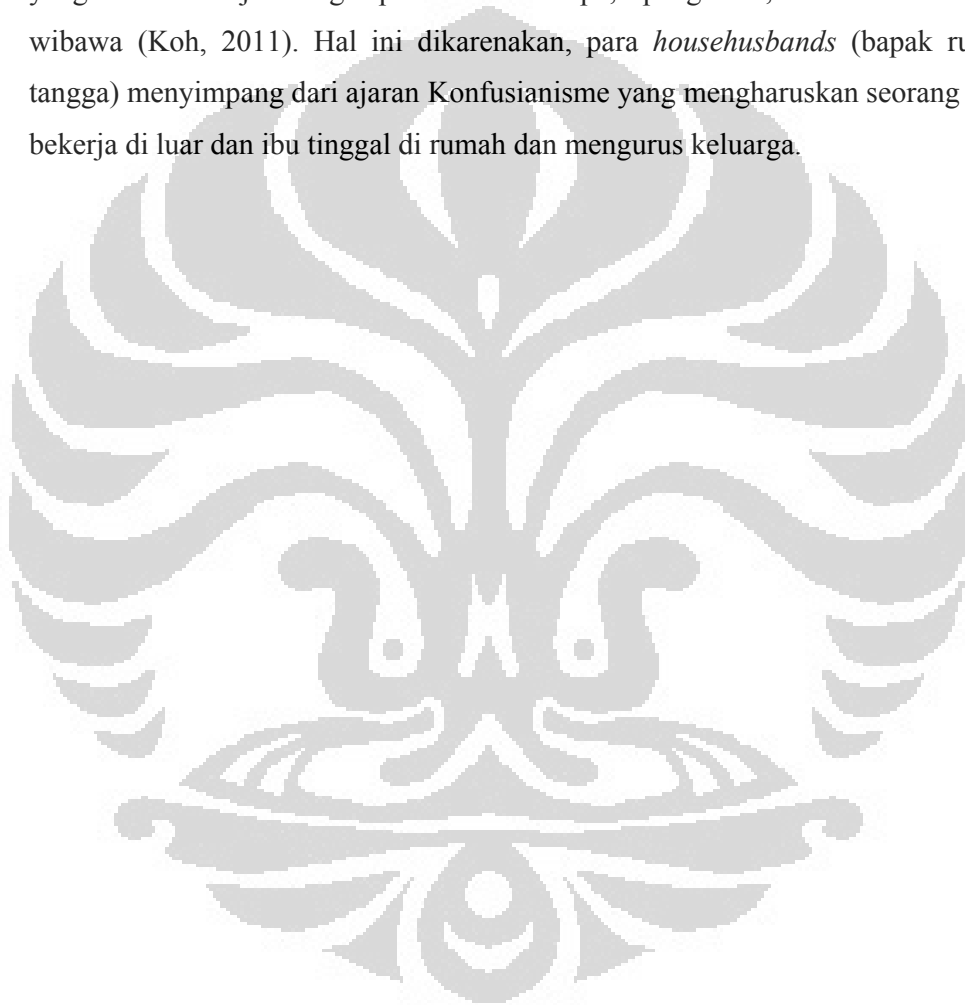 wibawa (Koh, 2011). Hal ini dikarenakan, para househusbands (bapak
tangga) menyimpang dari ajaran Konfusianisme yang mengharuskan seorang
bekerja di luar dan ibu tinggal di rumah dan mengurus keluarga.